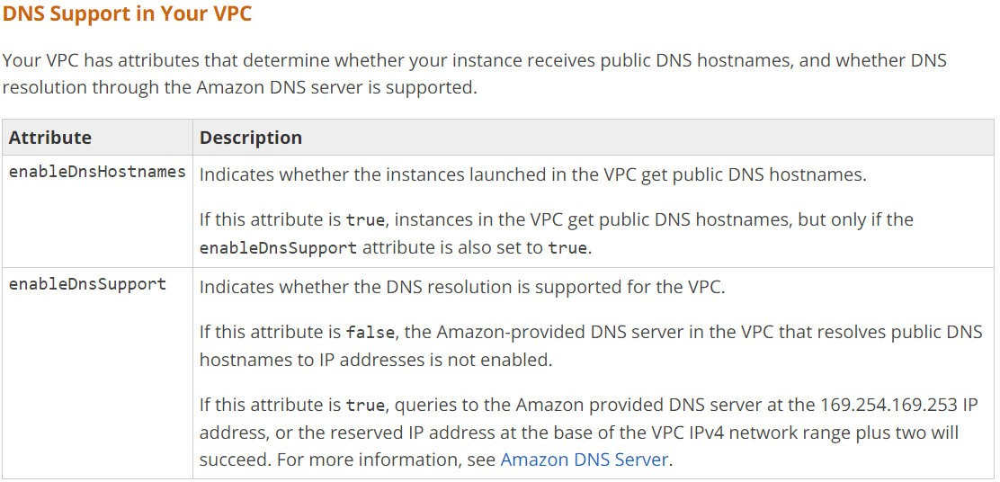 DNS Support in Your VPC
Your VPC has attributes that determine whether your instance receives public DNS hostnames, and whether DNS
resolution through the Amazon DNS server is supported.
Attribute Description
enableDnsHostnames Indicates whether the instances launched in the VPC get public DNS hostnames.
If this attribute is true, instances in the VPC get public DNS hostnames, but only if the
enableDnsSupport attribute is also set to true.
enableDnsSupport Indicates whether the DNS resolution is supported for the VPC.
If this attribute is false, the Amazon-provided DNS server in the VPC that resolves public DNS
hostnames to IP addresses is not enabled.
If this attribute is true, queries to the Amazon provided DNS server at the 169.254.169.253 IP
address, or the reserved IP address at the base of the VPC IPv4 network range plus two will
succeed. For more information, see Amazon DNS Server.